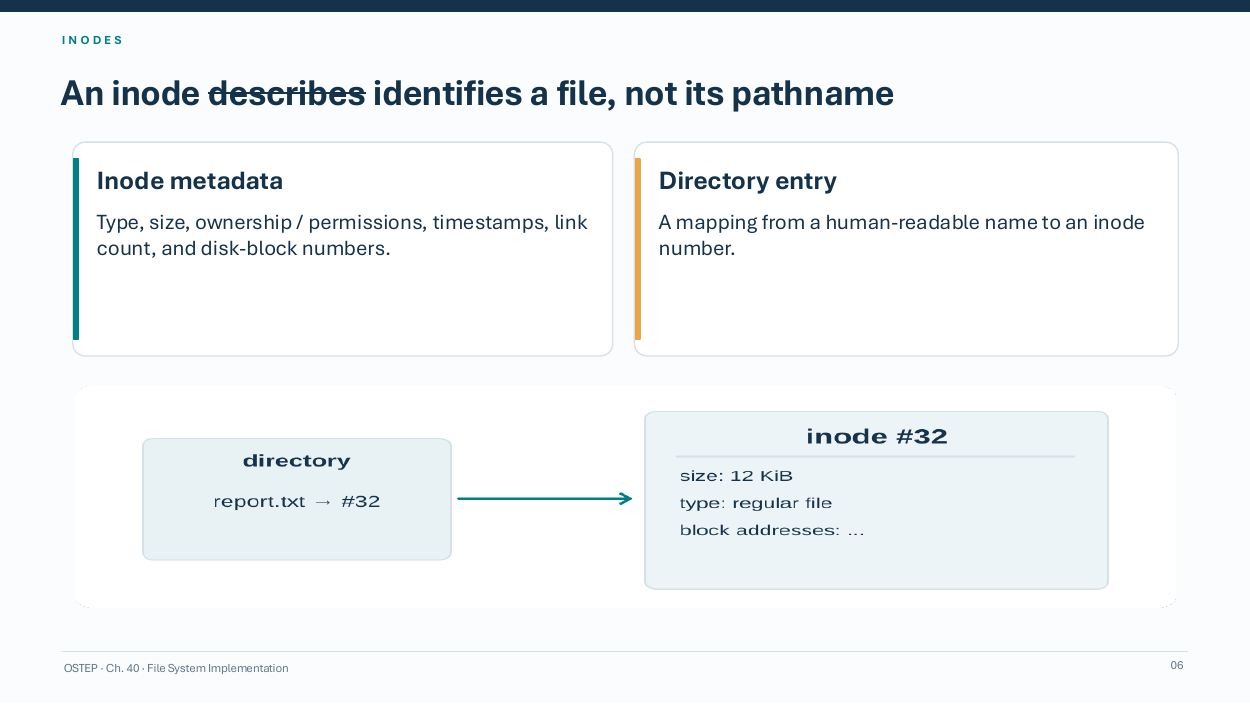 INODES
An inode describes identifies a file, not its pathname
Inode metadata
Type, size, ownership / permissions, timestamps, link
count, and disk-block numbers.
Directory entry
A mapping from a human-readable name to an inode
number.
directory
report.txt → #32
inode #32
size: 12 KiB
type: regular file
block addresses: ...
OSTEP · Ch. 40 · File System Implementation
06